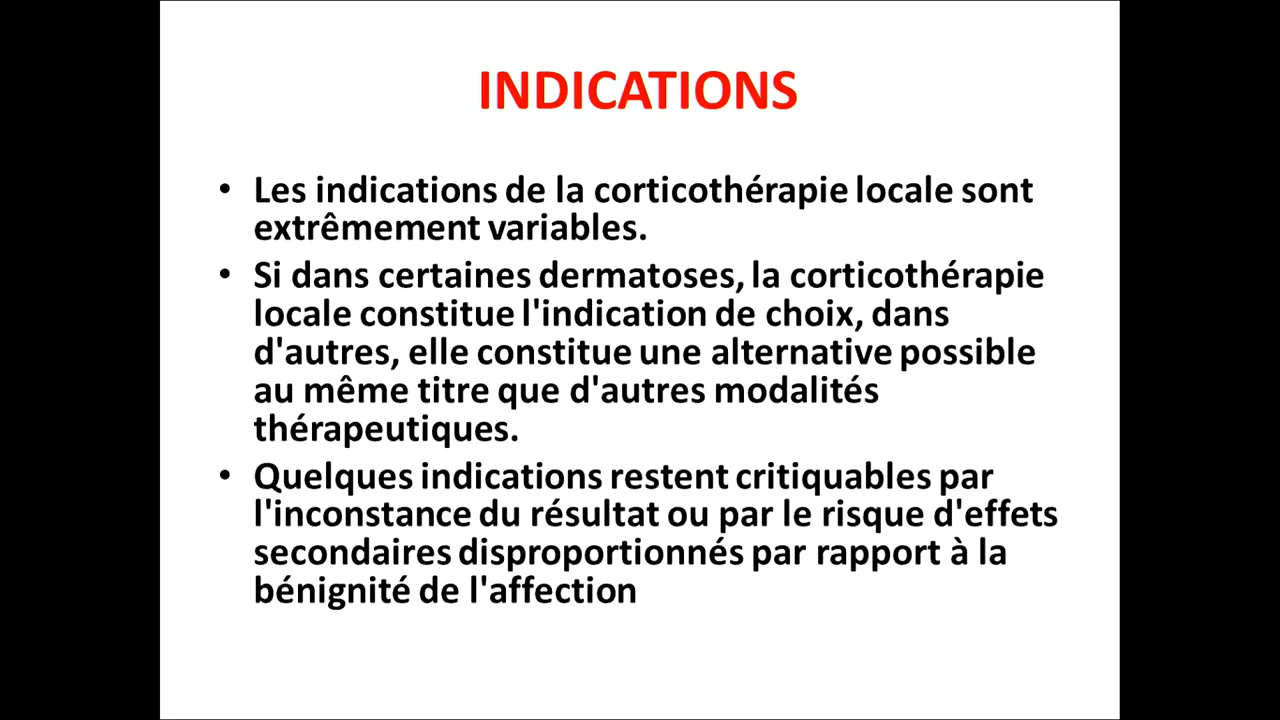 INDICATIONS
• Les indications de la corticothérapie locale sont
extrêmement variables.
• Si dans certaines dermatoses, la corticothérapie
locale constitue l'indication de choix, dans
d'autres, elle constitue une alternative possible
au même titre que d'autres modalités
thérapeutiques.
• Quelques indications restent critiquables par
l'inconstance du résultat ou par le risque d'effets
secondaires disproportionnés par rapport à la
bénignité de l'affection